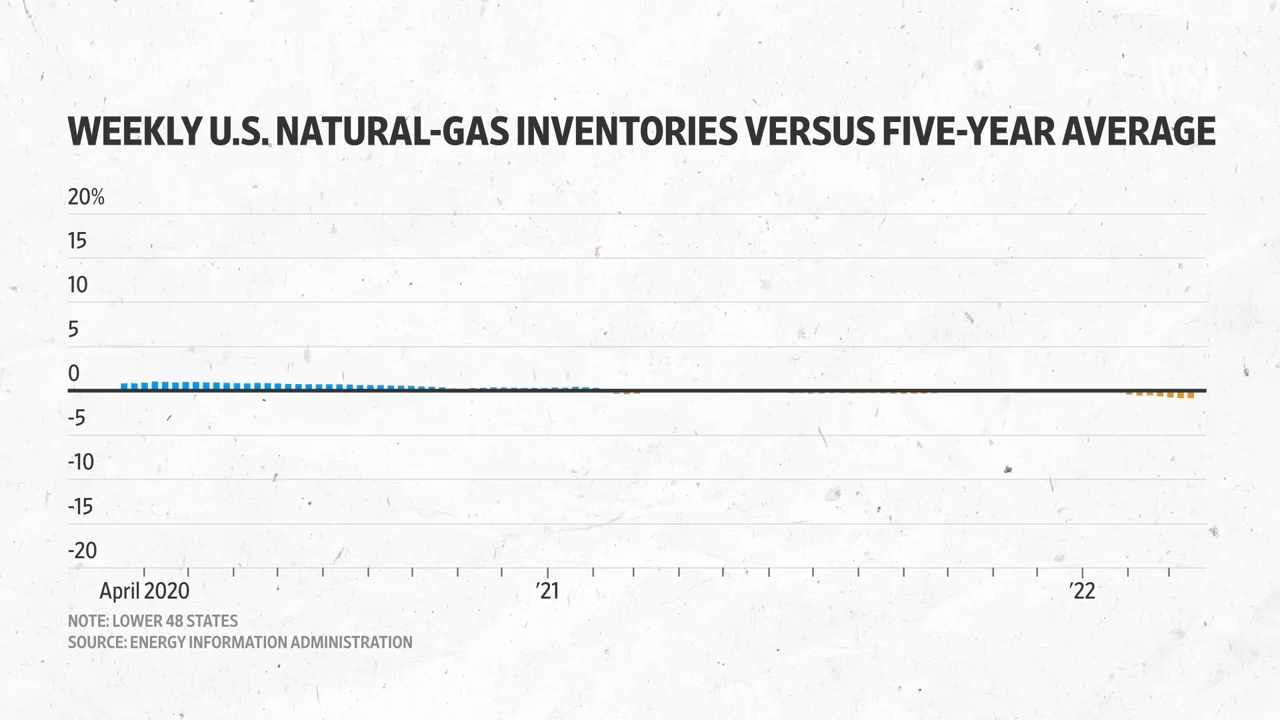 WEEKLY U.S. NATURAL-GAS INVENTORIES VERSUS FIVE-YEAR AVERAGE
20%
15
10
5
0
-5
-10
-15
-20
April 2020 ’21 ’22
NOTE: LOWER 48 STATES
SOURCE: ENERGY INFORMATION ADMINISTRATION